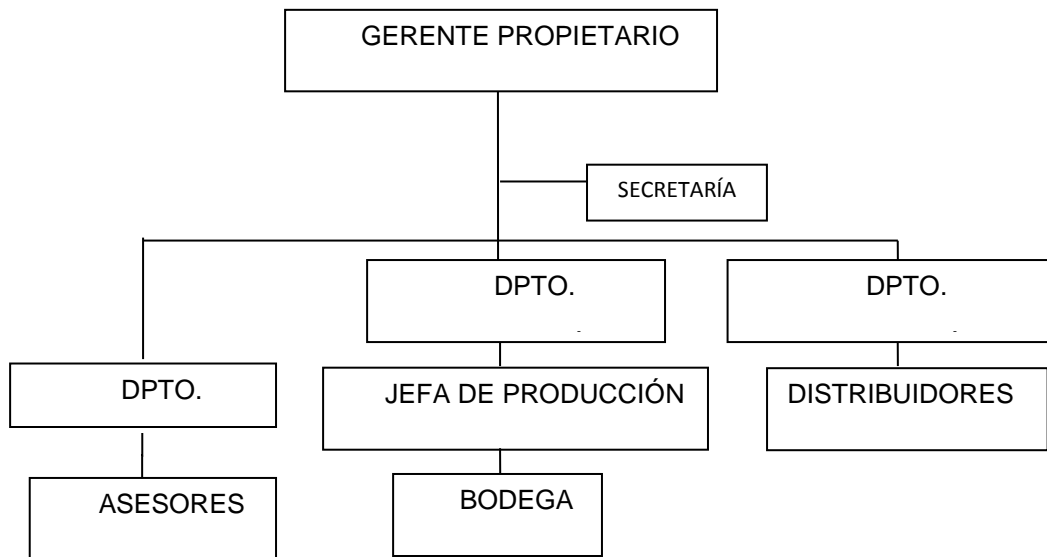 GERENTE PROPIETARIO
SECRETARÍA
DPTO.
DPTO.
DPTO.
JEFA DE PRODUCCIÓN
DISTRIBUIDORES
ASESORES
BODEGA